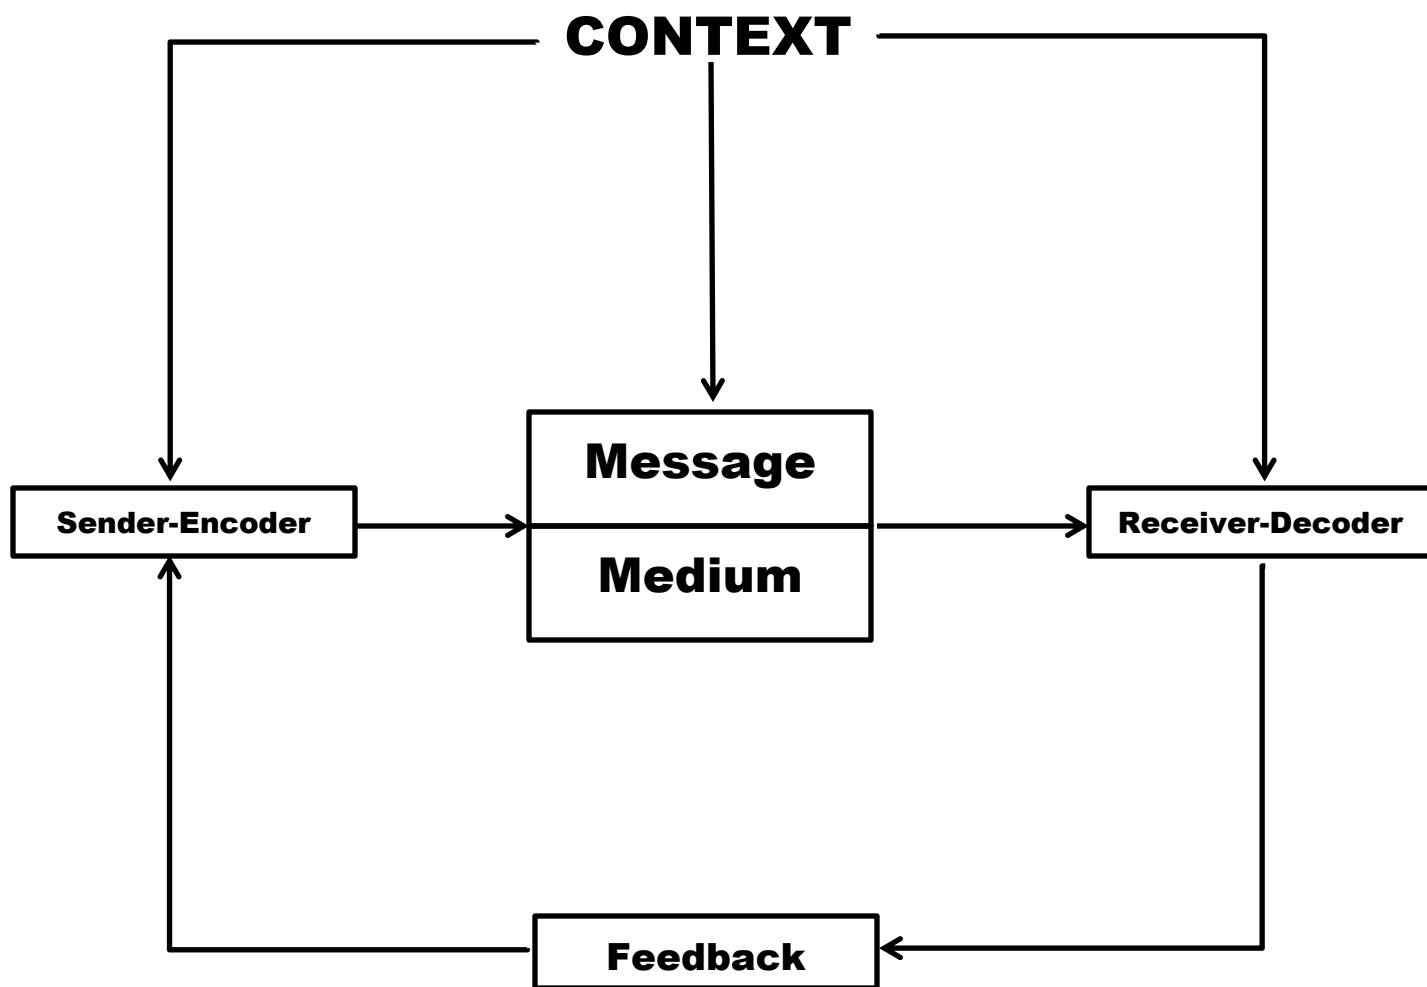 CONTEXT
Message
Sender-Encoder
Receiver-Decoder
Medium
Feedback